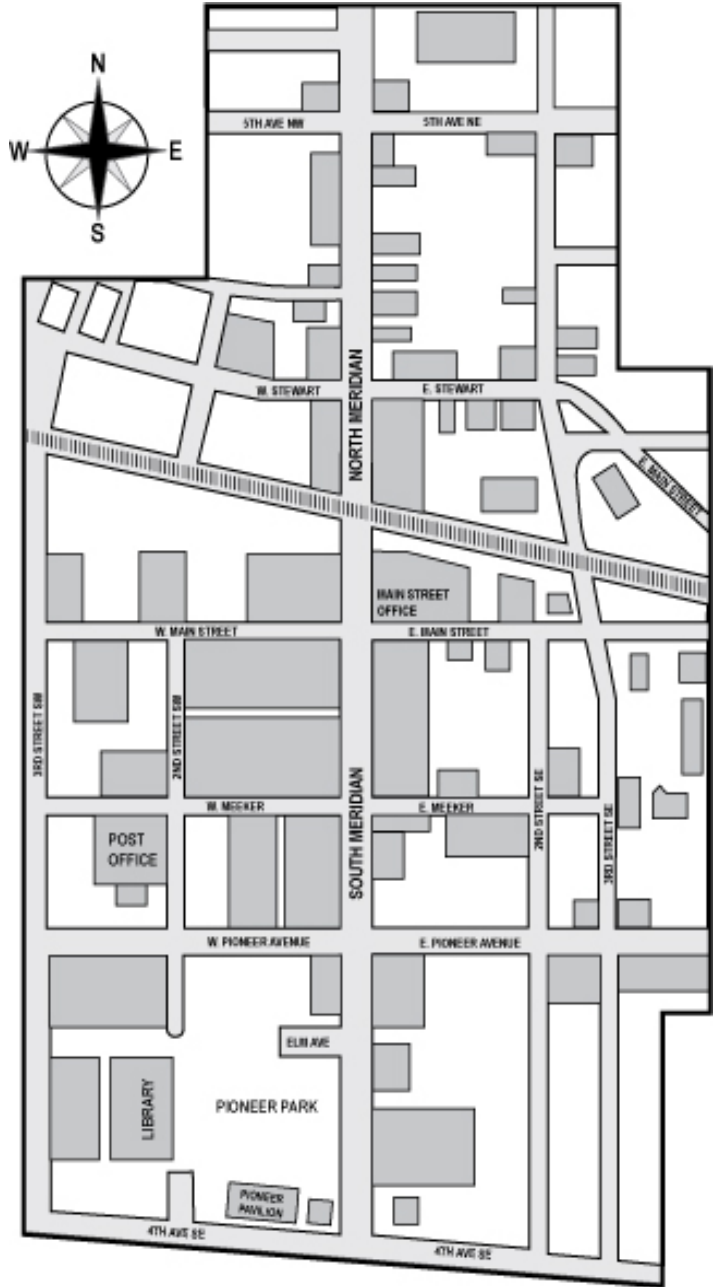 N
W
E
S
5TH AVE NW
5TH AVE NE
NORTH MERIDIAN
W. STEWART
E. STEWART
E. MAIN STREET
MAIN STREET
OFFICE
W. MAIN STREET
E. MAIN STREET
3RD STREET SW
2ND STREET SW
SOUTH MERIDIAN
W. MEEKER
E. MEEKER
2ND STREET SE
3RD STREET SE
POST
OFFICE
W. PIONEER AVENUE
E. PIONEER AVENUE
ELM AVE
LIBRARY
PIONEER PARK
PIONEER
PAVILION
4TH AVE SE
4TH AVE SE